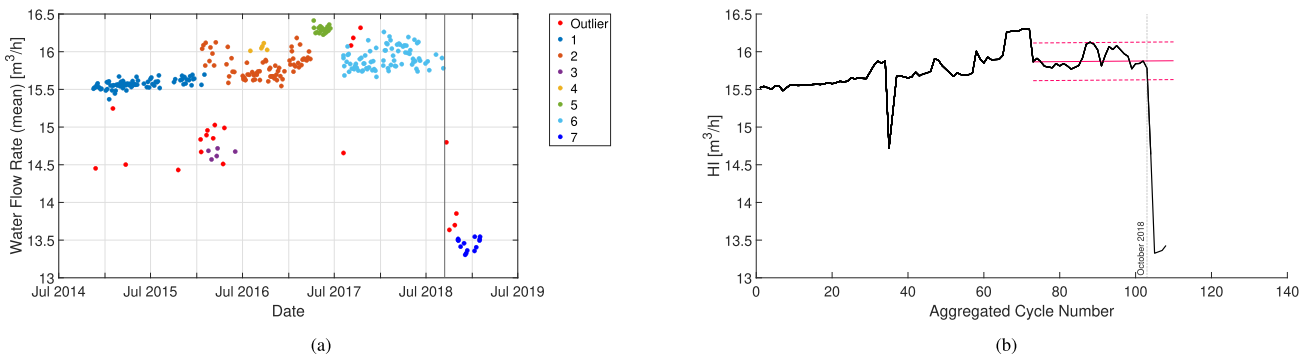 16.5
16
15.5
15
14.5
14
13.5
13
Water Flow Rate (mean) [m³/h]
Jul 2014
Jul 2015
Jul 2016
Jul 2017
Jul 2018
Jul 2019
Date
Outlier
1
2
3
4
5
6
7
(a)
16.5
16
15.5
15
14.5
14
13.5
13
HI [m³/h]
October 2018
0
20
40
60
80
100
120
140
Aggregated Cycle Number
(b)